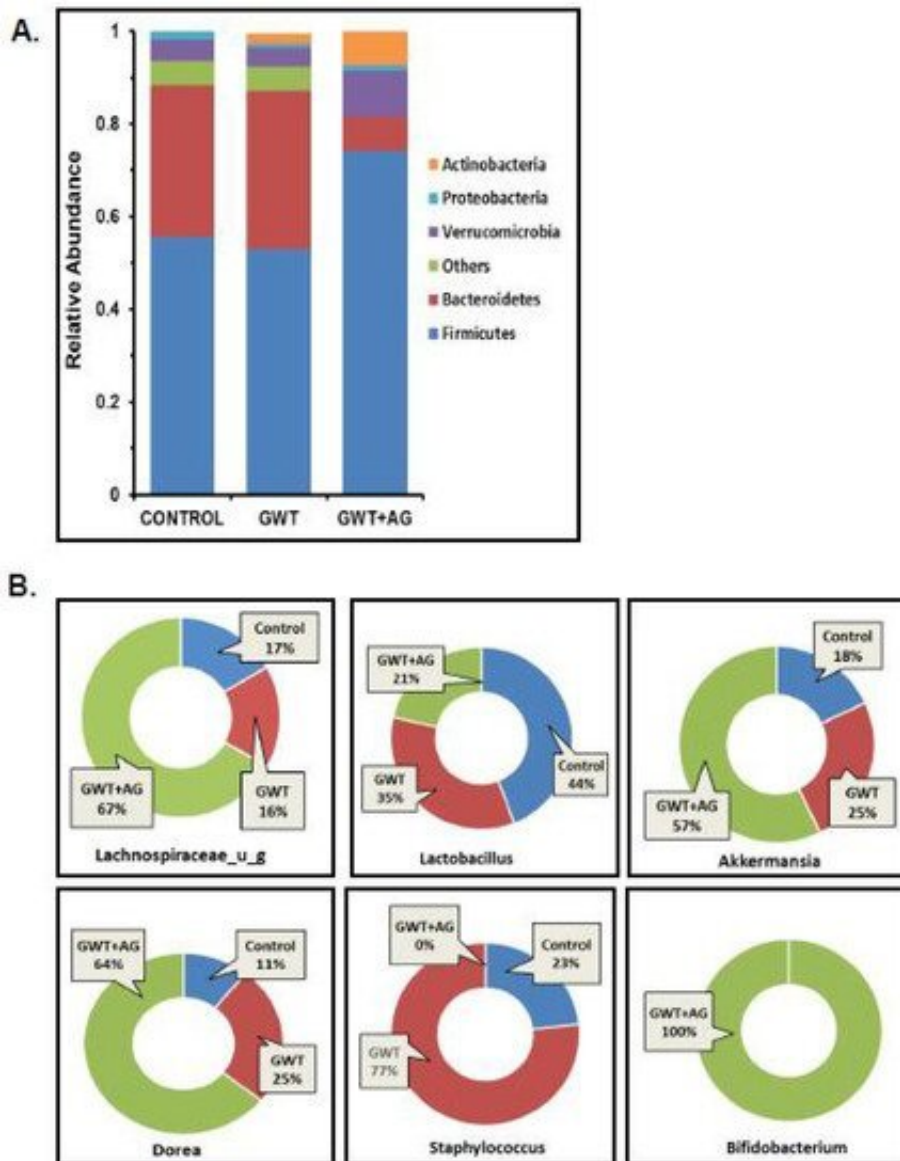 A.
Relative Abundance
1
0.8
0.6
0.4
0.2
0
CONTROL GWT GWT+AG
Actinobacteria
Proteobacteria
Verrucomicrobia
Others
Bacteroidetes
Firmicutes
B.
Control
17%
GWT+AG
67%
GWT
16%
Lachnospiraceae_u_g
GWT+AG
21%
GWT
35%
Control
44%
Lactobacillus
Control
18%
GWT+AG
57%
GWT
25%
Akkermansia
GWT+AG
64%
Control
11%
GWT
25%
Dorea
GWT+AG
0%
Control
23%
GWT
77%
Staphylococcus
GWT+AG
100%
Bifidobacterium